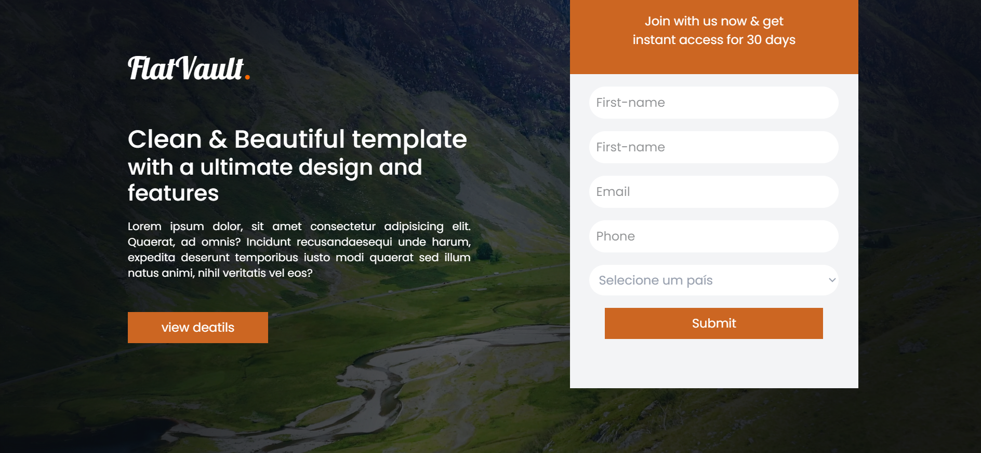 FlatVault.
Clean & Beautiful template
with a ultimate design and
features
Lorem ipsum dolor, sit amet consectetur adipisicing elit.
Quaerat, ad omnis? Incidunt recusandaesequi unde harum,
expedita deserunt temporibus iusto modi quaerat sed illum
natus animi, nihil veritatis vel eos?
view deatils
Join with us now & get
instant access for 30 days
First-name
First-name
Email
Phone
Selecione um país
Submit